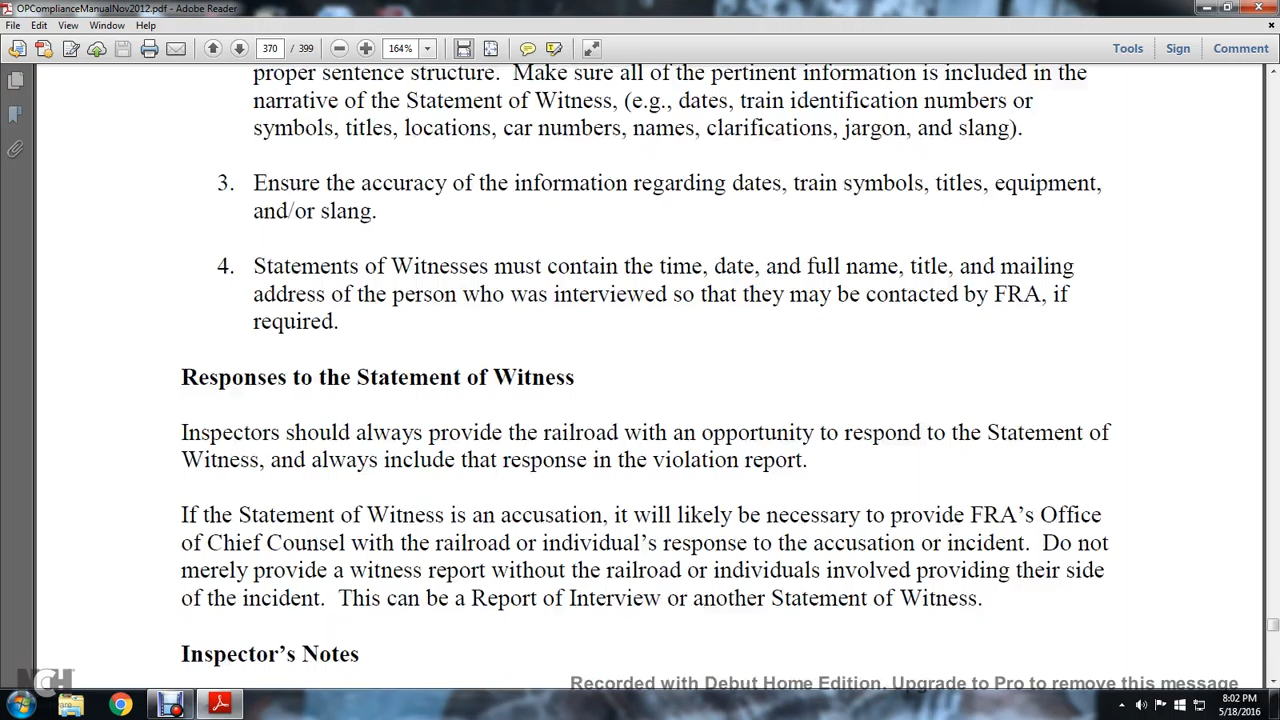 OPComplianceManualNov2012.pdf - Adobe Reader
File Edit View Window Help
370 / 399 164% Tools Sign Comment
proper sentence structure. Make sure all of the pertinent information is included in the
narrative of the Statement of Witness, (e.g., dates, train identification numbers or
symbols, titles, locations, car numbers, names, clarifications, jargon, and slang).
3. Ensure the accuracy of the information regarding dates, train symbols, titles, equipment,
and/or slang.
4. Statements of Witnesses must contain the time, date, and full name, title, and mailing
address of the person who was interviewed so that they may be contacted by FRA, if
required.
Responses to the Statement of Witness
Inspectors should always provide the railroad with an opportunity to respond to the Statement of
Witness, and always include that response in the violation report.
If the Statement of Witness is an accusation, it will likely be necessary to provide FRA’s Office
of Chief Counsel with the railroad or individual’s response to the accusation or incident. Do not
merely provide a witness report without the railroad or individuals involved providing their side
of the incident. This can be a Report of Interview or another Statement of Witness.
Inspector’s Notes
NCH
Recorded with Debut Home Edition. Upgrade to Pro to remove this message
8:02 PM
5/18/2016